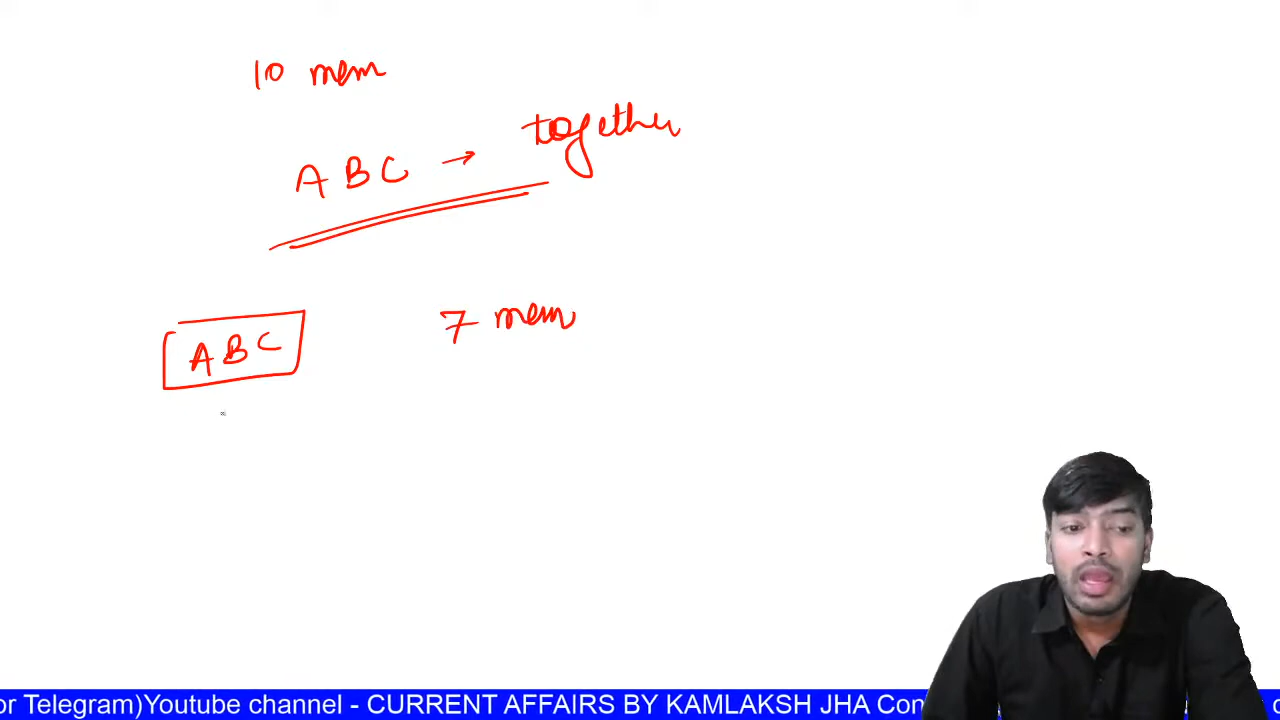 10 mem
ABC → together
ABC 7 mem
or Telegram)Youtube channel - CURRENT AFFAIRS BY KAMLAKSH JHA Con